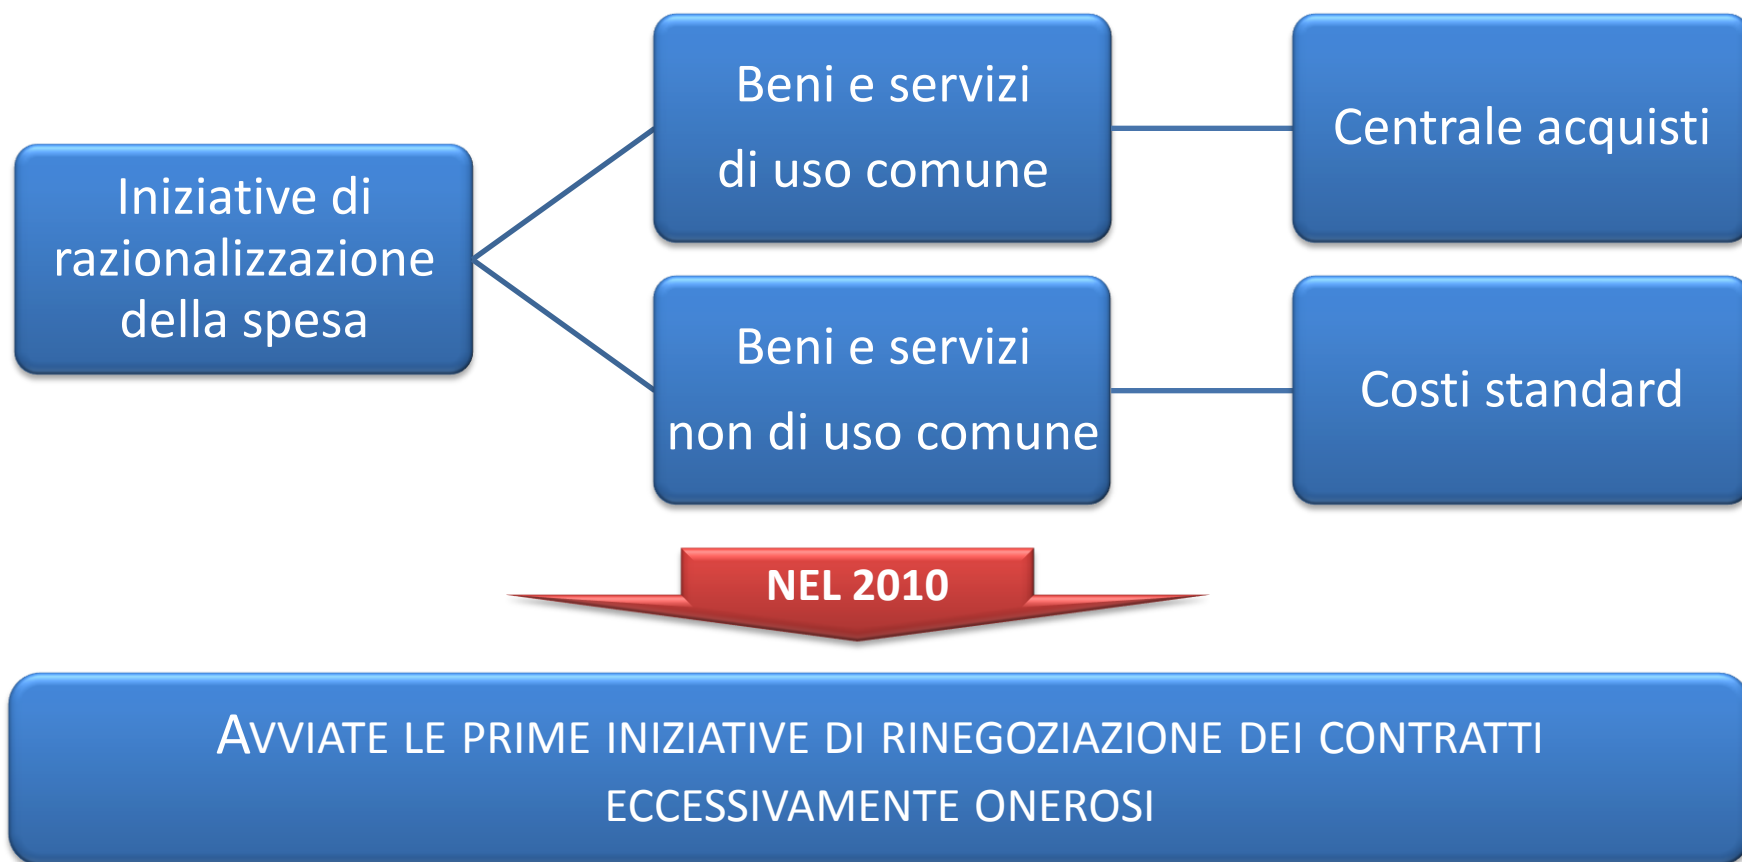 Iniziative di
razionalizzazione
della spesa
Beni e servizi
di uso comune
Centrale acquisti
Beni e servizi
non di uso comune
Costi standard
NEL 2010
AVVIATE LE PRIME INIZIATIVE DI RINEGOZIAZIONE DEI CONTRATTI
ECCESSIVAMENTE ONEROSI